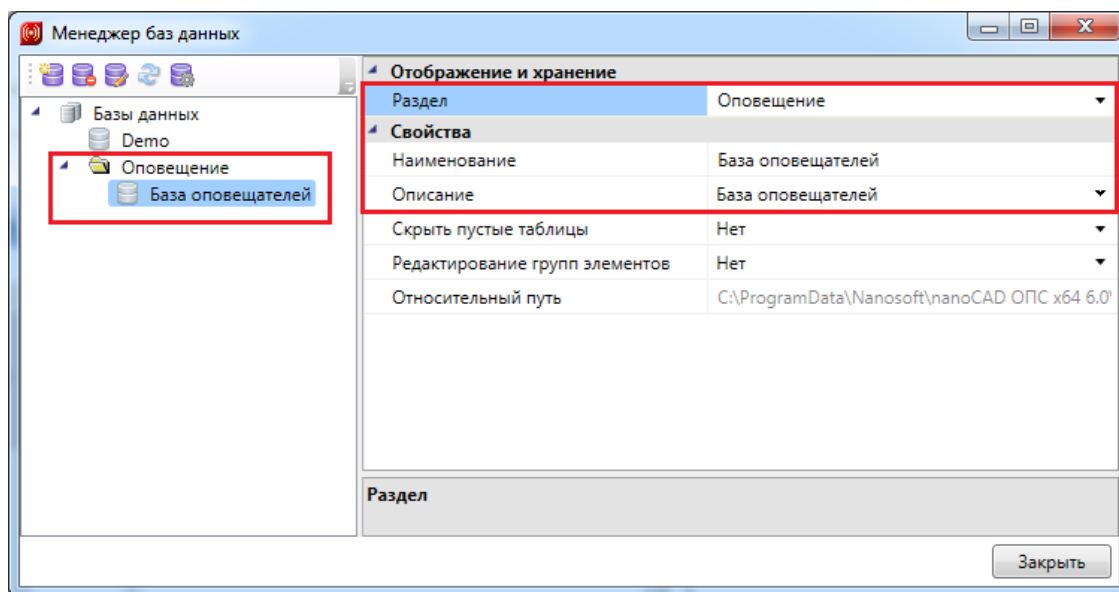 Менеджер баз данных
Отображение и хранение
Базы данных
Раздел Оповещение
Demo
Свойства
Оповещение
Наименование База оповещателей
База оповещателей
Описание База оповещателей
Скрыть пустые таблицы Нет
Редактирование групп элементов Нет
Относительный путь C:\ProgramData\Nanosoft\nanoCAD ОПС x64 6.0\
Раздел
Закрыть